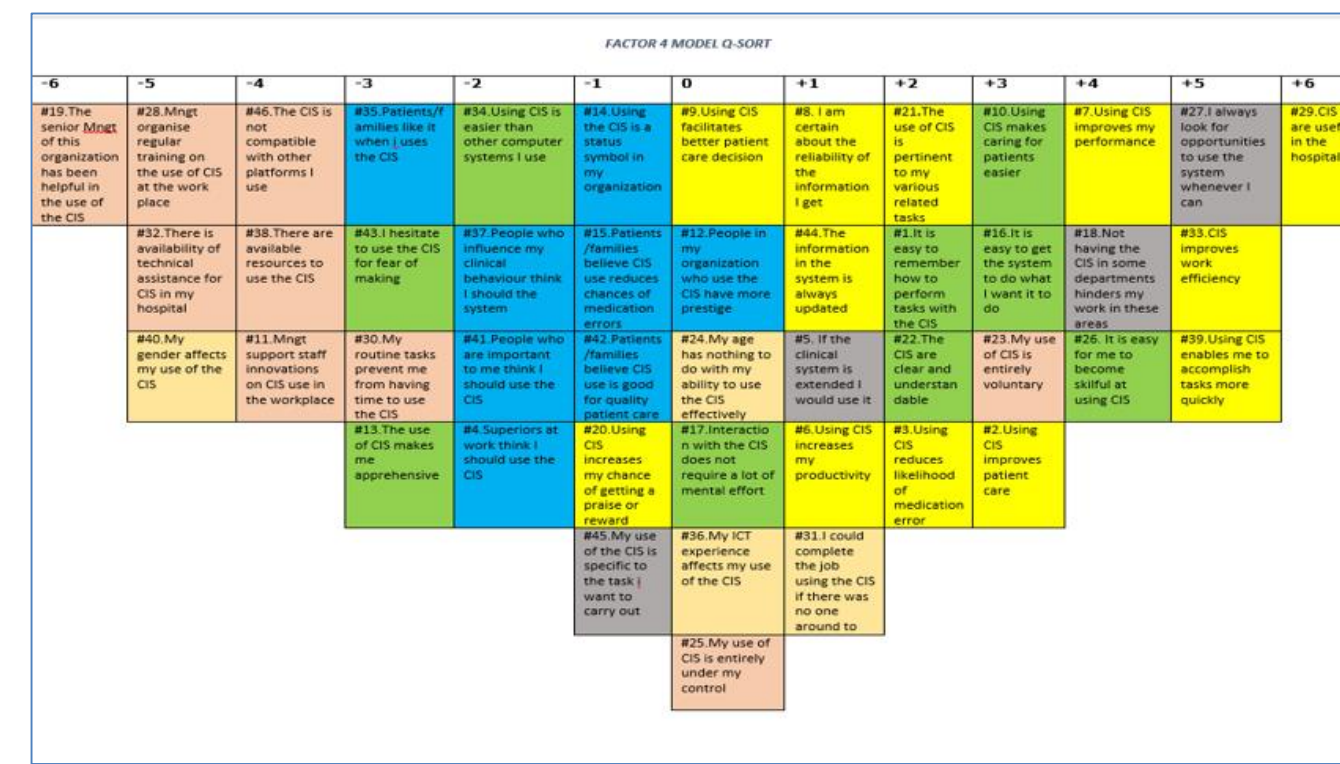 FACTOR 4 MODEL Q-SORT
-6
-5
-4
-3
-2
-1
0
+1
+2
+3
+4
+5
+6
#19.The
senior Mngt
of this
organization
has been
helpful in
the use of
the CIS
#28.Mngt
organise
regular
training on
the use of CIS
at the work
place
#46.The CIS is
not
compatible
with other
platforms I
use
#35.Patients/f
amilies like it
when i uses
the CIS
#34.Using CIS is
easier than
other computer
systems I use
#14.Using
the CIS is a
status
symbol in
my
organization
#9.Using CIS
facilitates
better patient
care decision
#8. I am
certain
about the
reliability of
the
information
I get
#21.The
use of CIS
is
pertinent
to my
various
related
tasks
#10.Using
CIS makes
caring for
patients
easier
#7.Using CIS
improves my
performance
#27.I always
look for
opportunities
to use the
system
whenever I
can
#29.CIS
are usef
in the
hospital
#32.There is
availability of
technical
assistance for
CIS in my
hospital
#38.There are
available
resources to
use the CIS
#43.I hesitate
to use the CIS
for fear of
making
#37.People who
influence my
clinical
behaviour think
I should the
system
#15.Patients
/families
believe CIS
use reduces
chances of
medication
errors
#12.People in
my
organization
who use the
CIS have more
prestige
#44.The
information
in the
system is
always
updated
#1.It is
easy to
remember
how to
perform
tasks with
the CIS
#16.It is
easy to get
the system
to do what
I want it to
do
#18.Not
having the
CIS in some
departments
hinders my
work in these
areas
#33.CIS
improves
work
efficiency
#40.My
gender affects
my use of the
CIS
#11.Mngt
support staff
innovations
on CIS use in
the workplace
#30.My
routine tasks
prevent me
from having
time to use
the CIS
#41.People who
are important
to me think I
should use the
CIS
#42.Patients
/families
believe CIS
use is good
for quality
patient care
#24.My age
has nothing to
do with my
ability to use
the CIS
effectively
#5. If the
clinical
system is
extended I
would use it
#22.The
CIS are
clear and
understan
dable
#23.My use
of CIS is
entirely
voluntary
#26. It is easy
for me to
become
skilful at
using CIS
#39.Using CIS
enables me to
accomplish
tasks more
quickly
#13.The use
of CIS makes
me
apprehensive
#4.Superiors at
work think I
should use the
CIS
#20.Using
CIS
increases
my chance
of getting a
praise or
reward
#17.Interactio
n with the CIS
does not
require a lot of
mental effort
#6.Using CIS
increases
my
productivity
#3.Using
CIS
reduces
likelihood
of
medication
error
#2.Using
CIS
improves
patient
care
#45.My use
of the CIS is
specific to
the task i
want to
carry out
#36.My ICT
experience
affects my use
of the CIS
#31.I could
complete
the job
using the CIS
if there was
no one
around to
#25.My use of
CIS is entirely
under my
control